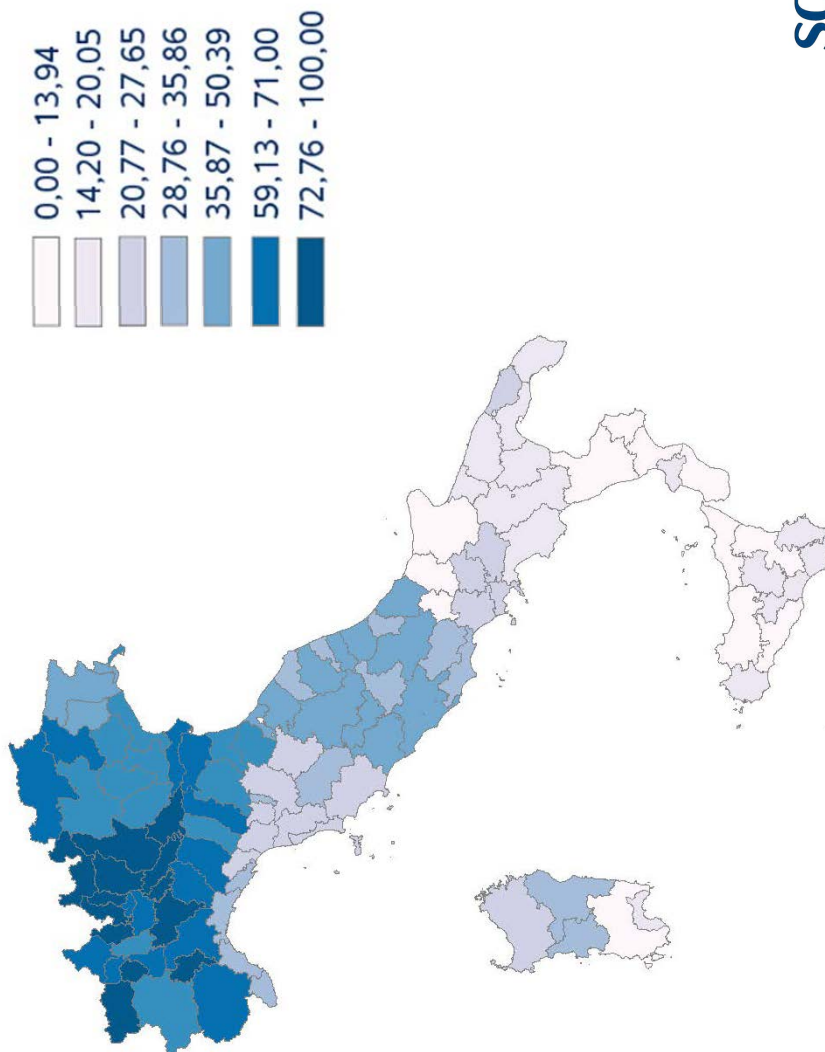 0,00 - 13,94
14,20 - 20,05
20,77 - 27,65
28,76 - 35,86
35,87 - 50,39
59,13 - 71,00
72,76 - 100,00